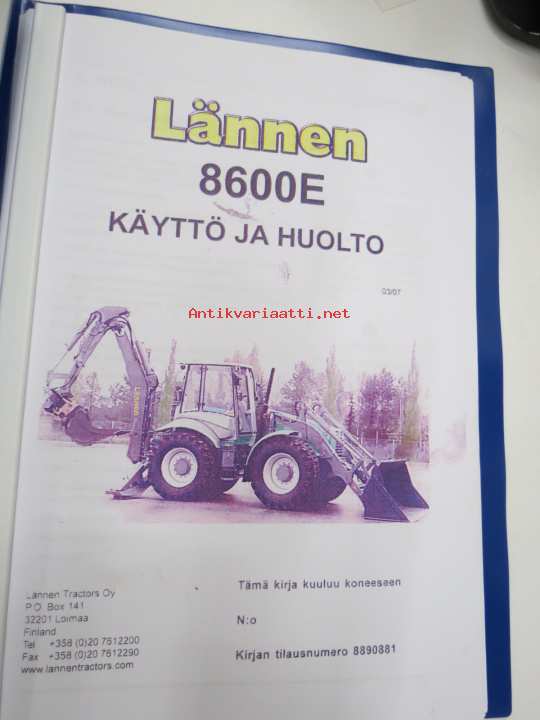 Lännen
8600E
KÄYTTÖ JA HUOLTO
03/07
Antikvariaatti.net
LÄNNEN
Lännen Tractors Oy
P.O. Box 141
32201 Loimaa
Finland
Tel +358 (0)20 7612200
Fax +358 (0)20 7612290
www.lannentractors.com
Tämä kirja kuuluu koneeseen
N:o
Kirjan tilausnumero 8890881